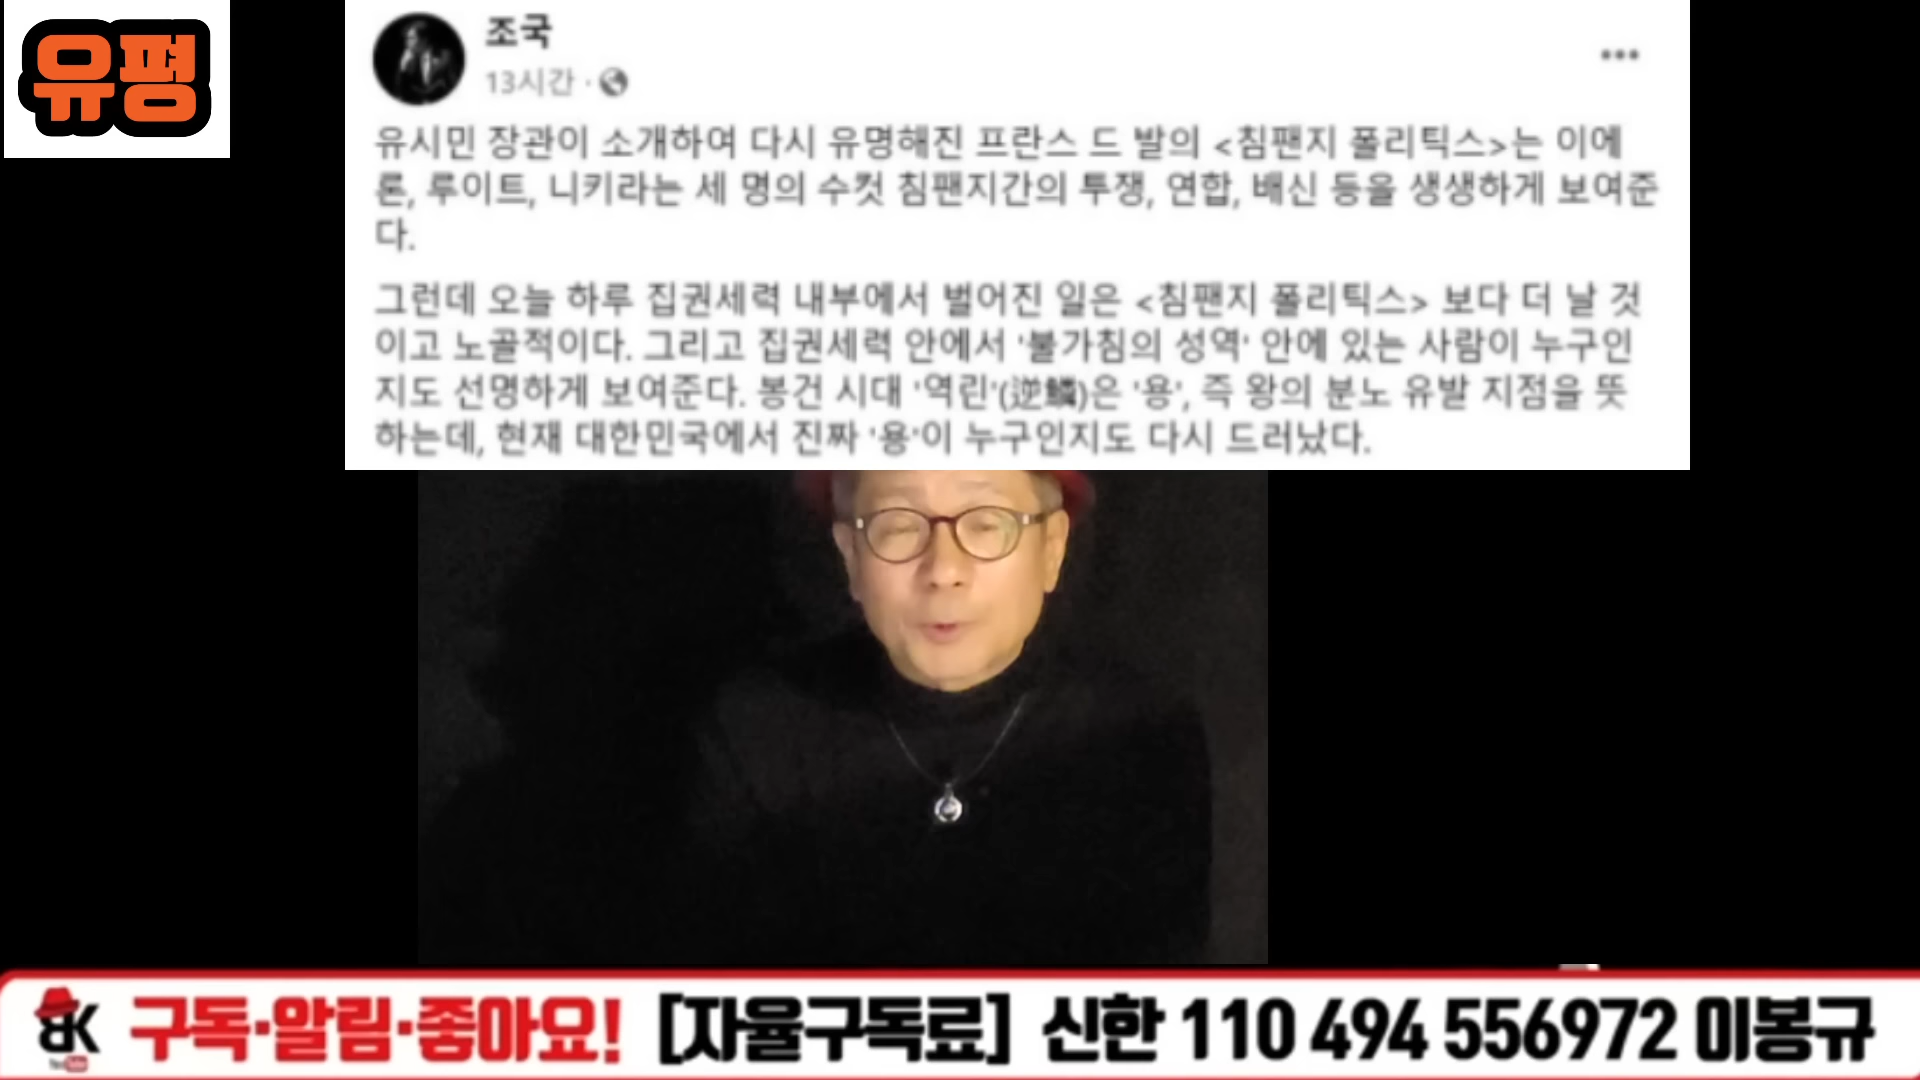 유평
조국
13시간 ·
유시민 장관이 소개하여 다시 유명해진 프란스 드 발의 <침팬지 폴리틱스>는 이에
론, 루이트, 니키라는 세 명의 수컷 침팬지간의 투쟁, 연합, 배신 등을 생생하게 보여준
다.
그런데 오늘 하루 집권세력 내부에서 벌어진 일은 <침팬지 폴리틱스> 보다 더 날 것
이고 노골적이다. 그리고 집권세력 안에서 '불가침의 성역' 안에 있는 사람이 누구인
지도 선명하게 보여준다. 봉건 시대 '역린'(逆鱗)은 '용', 즉 왕의 분노 유발 지점을 뜻
하는데, 현재 대한민국에서 진짜 '용'이 누구인지도 다시 드러났다.
BK 구독·알림·좋아요! [자율구독료] 신한 110 494 556972 이봉규
YouTube